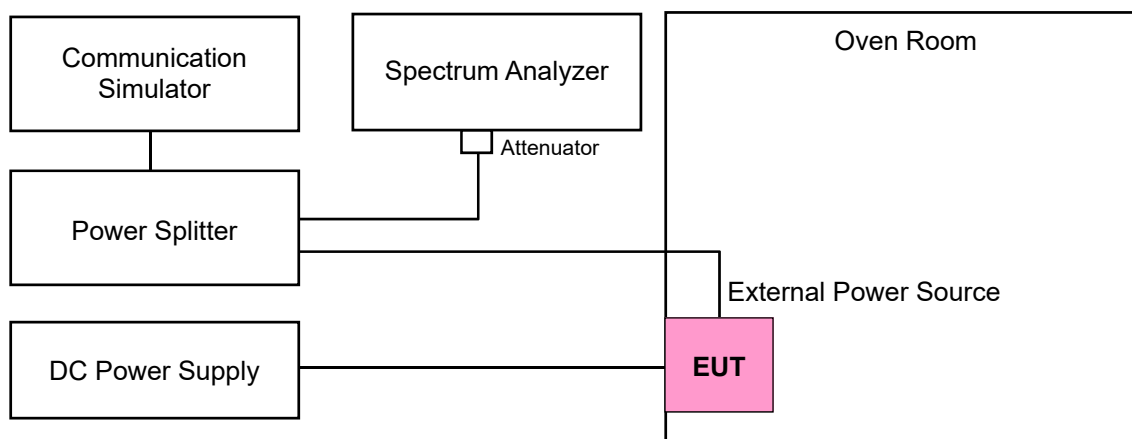 Communication
Simulator
Spectrum Analyzer
Oven Room
Attenuator
Power Splitter
External Power Source
DC Power Supply
EUT